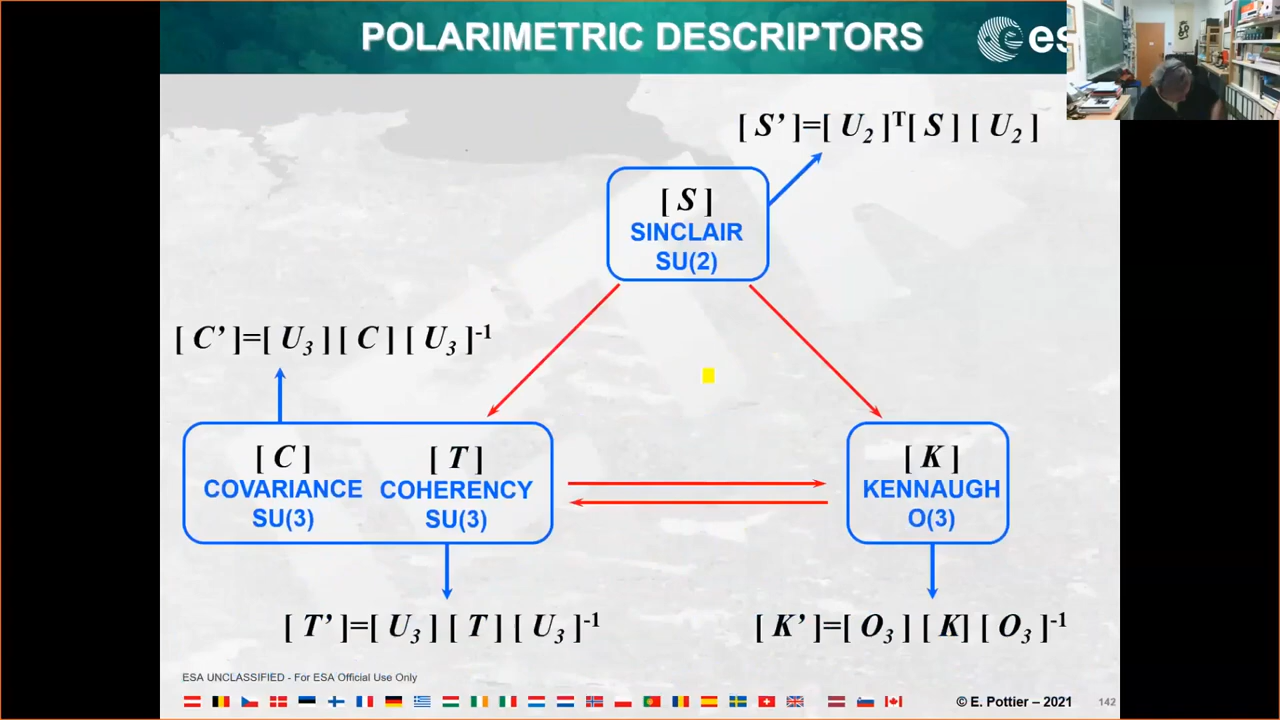 POLARIMETRIC DESCRIPTORS
es
[ S’ ]=[ U2 ]T[ S ] [ U2 ]
[ S ]
SINCLAIR
SU(2)
[ C’ ]=[ U3 ] [ C ] [ U3 ]-1
[ C ]
COVARIANCE
SU(3)
[ T ]
COHERENCY
SU(3)
[ K ]
KENNAUGH
O(3)
[ T’ ]=[ U3 ] [ T ] [ U3 ]-1
[ K’ ]=[ O3 ] [ K] [ O3 ]-1
ESA UNCLASSIFIED - For ESA Official Use Only
© E. Pottier – 2021
142